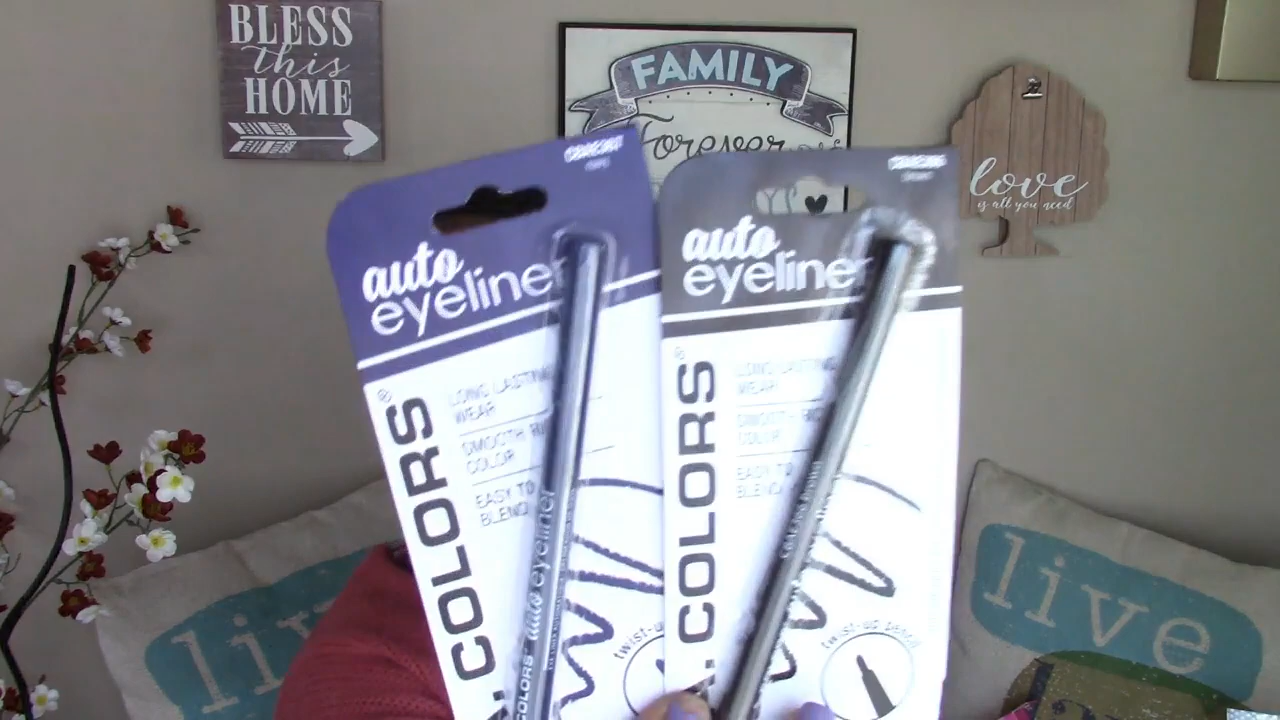 BLESS
this
HOME
FAMILY
Forever
love
is all you need
auto
eyeliner
COLORS®
LONG LASTING
WEAR
SMOOTH
COLOR
EASY TO
BLEND
COLORS® auto eyeliner
twist-up
auto
eyeliner
. COLORS®
LONG LASTING
WEAR
SMOOTH
COLOR
EASY TO
BLEND
twist-up pencil
live
live